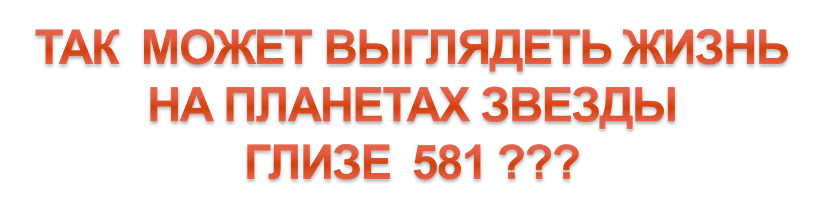 ТАК МОЖЕТ ВЫГЛЯДЕТЬ ЖИЗНЬ
НА ПЛАНЕТАХ ЗВЕЗДЫ
ГЛИЗЕ 581 ???